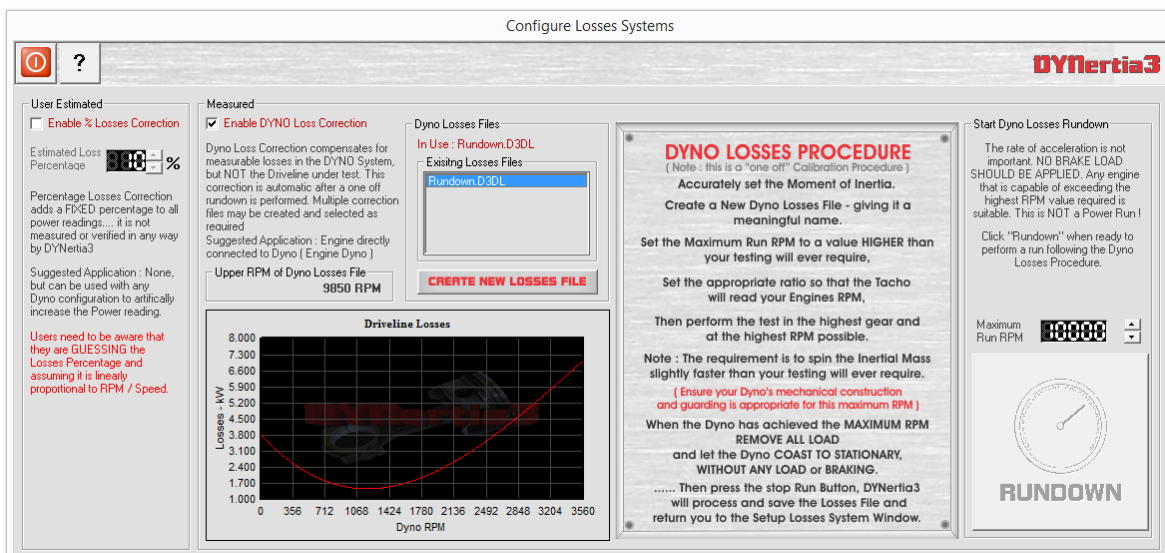 Configure Losses Systems
?
DYNertia3
User Estimated
Enable % Losses Correction
Estimated Loss
Percentage
10
%
Percentage Losses Correction
adds a FIXED percentage to all
power readings.... it is not
measured or verified in any way
by DYNertia3
Suggested Application : None,
but can be used with any
Dyno configuration to artifically
increase the Power reading.
Users need to be aware that
they are GUESSING the
Losses Percentage and
assuming it is linearly
proportional to RPM / Speed.
Measured
Enable DYNO Loss Correction
Dyno Loss Correction compensates for
measurable losses in the DYNO System,
but NOT the Driveline under test. This
correction is automatic after a one off
rundown is performed. Multiple correction
files may be created and selected as
required
Suggested Application : Engine directly
connected to Dyno ( Engine Dyno )
Upper RPM of Dyno Losses File
9850 RPM
Dyno Losses Files
In Use : Rundown.D3DL
Exisitng Losses Files
Rundown.D3DL
CREATE NEW LOSSES FILE
Driveline Losses
DYNertia3
Losses - kW
8.000
7.300
6.600
5.900
5.200
4.500
3.800
3.100
2.400
1.700
1.000
0 356 712 1068 1424 1780 2136 2492 2848 3204 3560
Dyno RPM
DYNO LOSSES PROCEDURE
( Note : this is a "one off" Calibration Procedure )
Accurately set the Moment of Inertia.
Create a New Dyno Losses File - giving it a
meaningful name.
Set the Maximum Run RPM to a value HIGHER than
your testing will ever require,
Set the appropriate ratio so that the Tacho
will read your Engines RPM,
Then perform the test in the highest gear and
at the highest RPM possible.
Note : The requirement is to spin the Inertial Mass
slightly faster than your testing will ever require.
( Ensure your Dyno's mechanical construction
and guarding is appropriate for this maximum RPM )
When the Dyno has achieved the MAXIMUM RPM
REMOVE ALL LOAD
and let the Dyno COAST TO STATIONARY,
WITHOUT ANY LOAD or BRAKING.
...... Then press the stop Run Button, DYNertia3
will process and save the Losses File and
return you to the Setup Losses System Window.
Start Dyno Losses Rundown
The rate of acceleration is not
important. NO BRAKE LOAD
SHOULD BE APPLIED. Any engine
that is capable of exceeding the
highest RPM value required is
suitable. This is NOT a Power Run !
Click "Rundown" when ready to
perform a run following the Dyno
Losses Procedure.
Maximum
Run RPM
10000
RUNDOWN